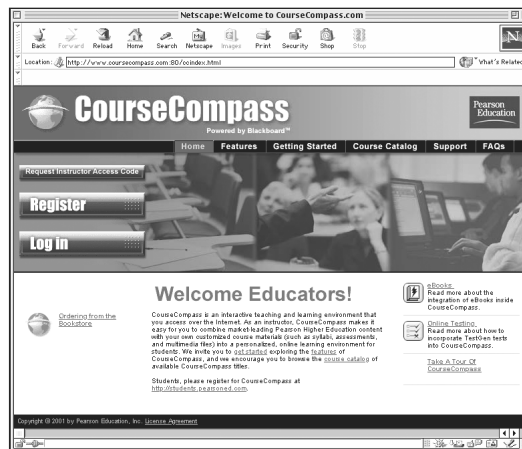 Netscape: Welcome to CourseCompass.com
Back Forward Reload Home Search Netscape Images Print Security Shop Stop
N
Location: http://www.coursecompass.com:80/ccindex.html What's Related
CourseCompass
Powered by Blackboard™
Pearson
Education
Home Features Getting Started Course Catalog Support FAQs
Request Instructor Access Code
Register
Log in
Welcome Educators!
Ordering from the
Bookstore
CourseCompass is an interactive teaching and learning environment that
you access over the Internet. As an instructor, CourseCompass makes it
easy for you to combine market-leading Pearson Higher Education content
with your own customized course materials (such as syllabi, assessments,
and multimedia files) into a personalized, online learning environment for
students. We invite you to get started exploring the features of
CourseCompass, and we encourage you to browse the course catalog of
available CourseCompass titles.
Students, please register for CourseCompass at
http://students.pearsoned.com.
eBooks
Read more about the
integration of eBooks inside
CourseCompass.
Online Testing
Read more about how to
incorporate TestGen tests
into CourseCompass.
Take A Tour Of
CourseCompass
Copyright © 2001 by Pearson Education, Inc. License Agreement